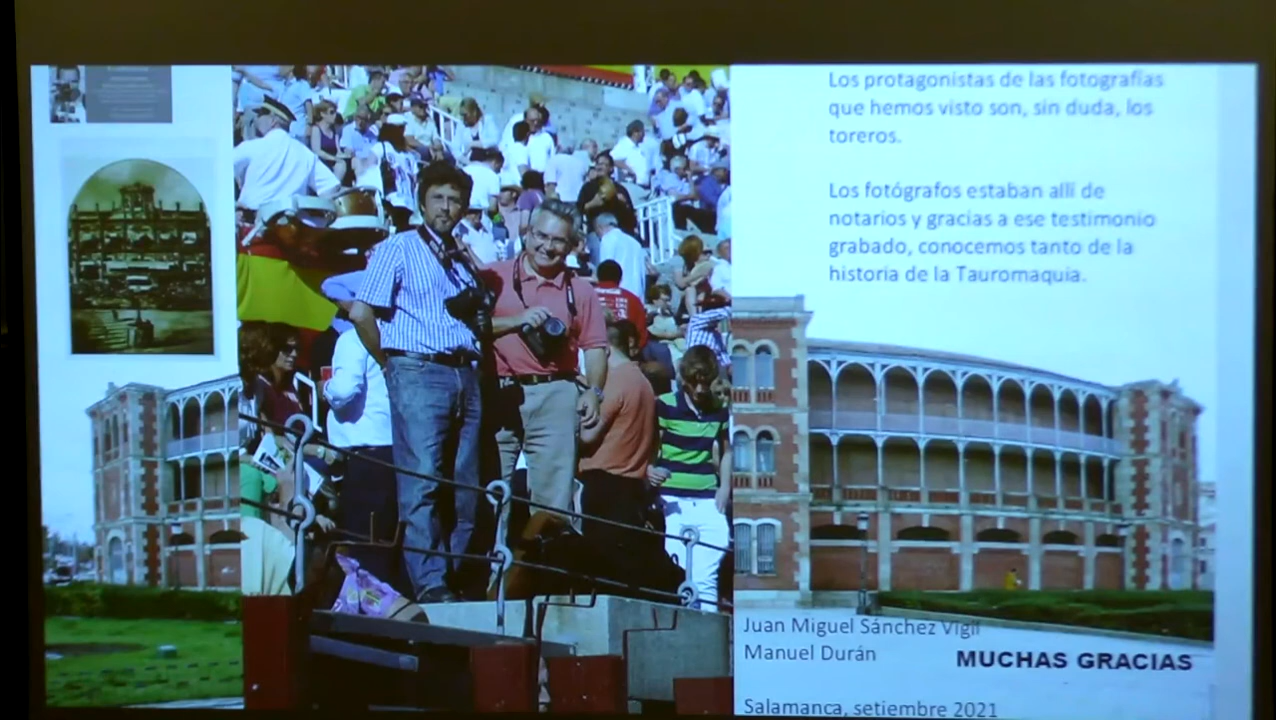 Los protagonistas de las fotografías
que hemos visto son, sin duda, los
toreros.
Los fotógrafos estaban allí de
notarios y gracias a ese testimonio
grabado, conocemos tanto de la
historia de la Tauromaquia.
Juan Miguel Sánchez Vigil
Manuel Durán
MUCHAS GRACIAS
Salamanca, setiembre 2021